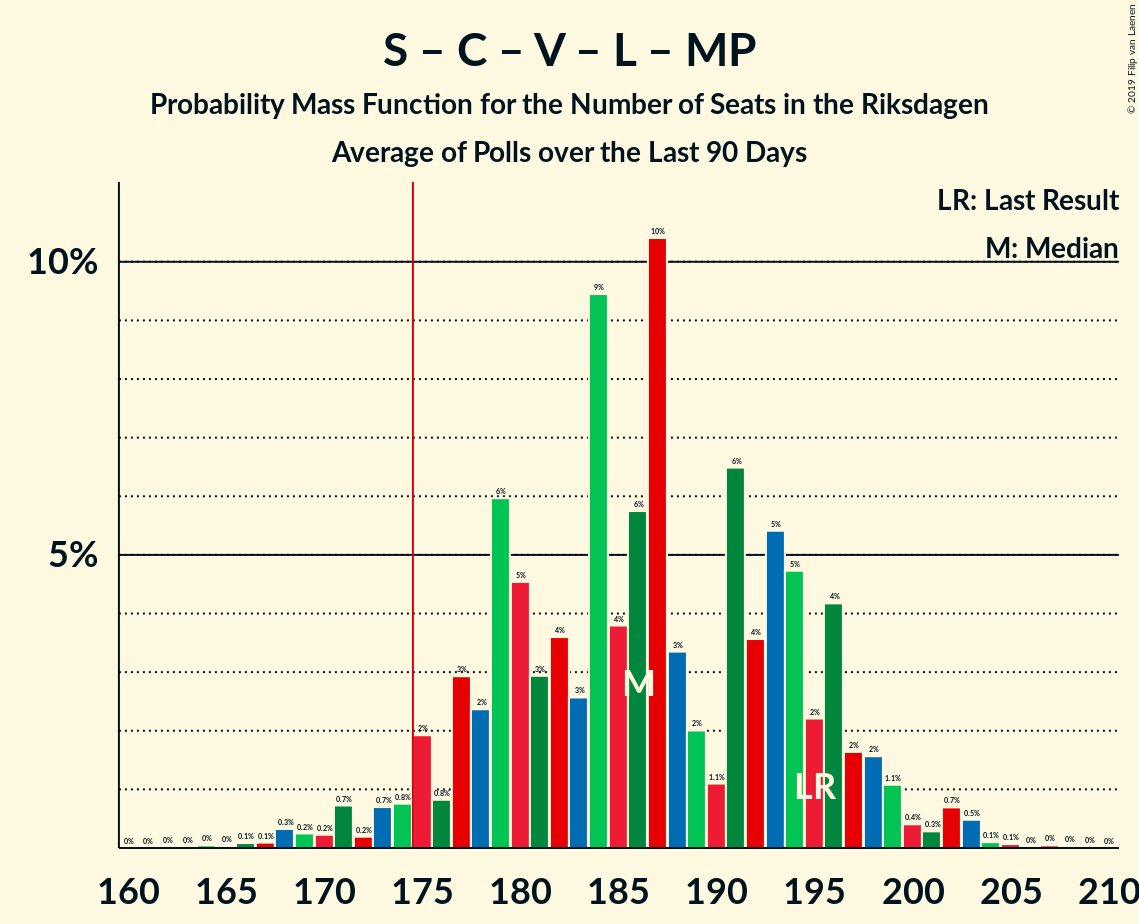 S – C – V – L – MP
Probability Mass Function for the Number of Seats in the Riksdagen
Average of Polls over the Last 90 Days
© 2019 Filip van Laenen
LR: Last Result
M: Median
10%
5%
0% 0% 0% 0% 0% 0% 0.1% 0.1% 0.3% 0.2% 0.2% 0.7% 0.2% 0.7% 0.8% 2% 0.8% 3% 2% 6% 5% 3% 4% 3% 9% 4% 6% 10% 3% 2% 1.1% 6% 4% 5% 5% 2% 4% 2% 2% 1.1% 0.4% 0.3% 0.7% 0.5% 0.1% 0.1% 0% 0% 0% 0% 0%
M
LR
160 165 170 175 180 185 190 195 200 205 210